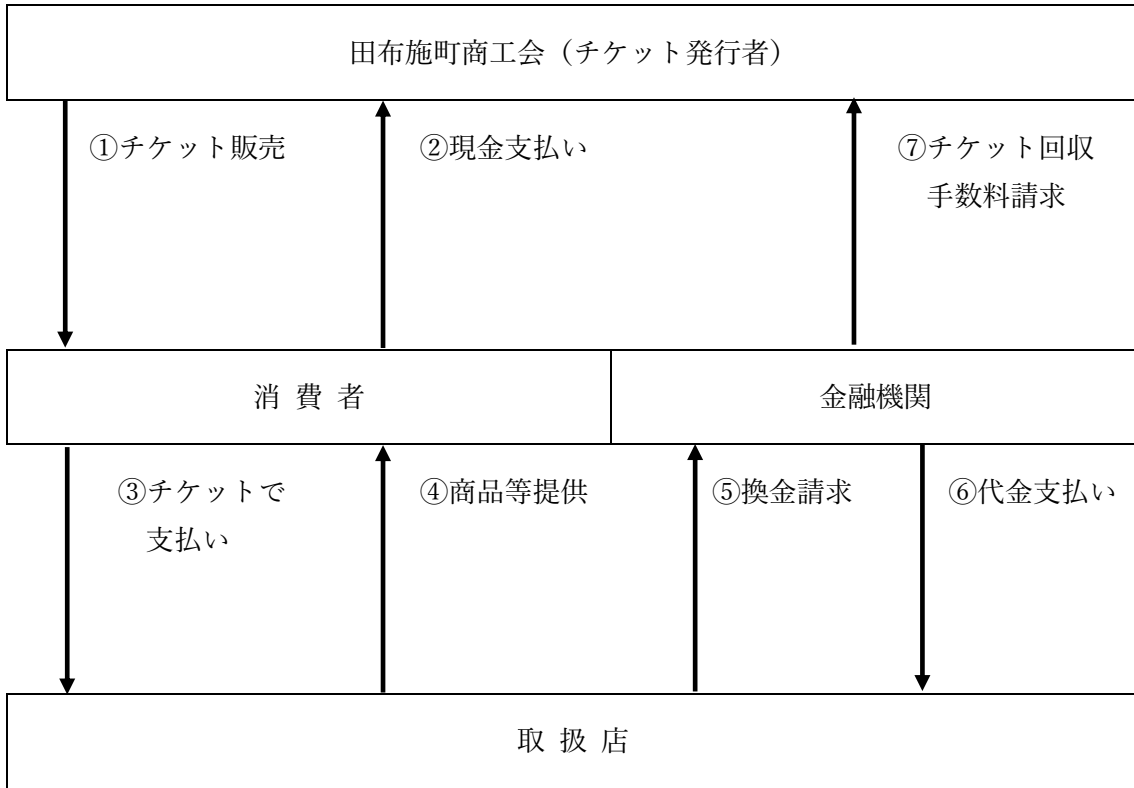 田布施町商工会（チケット発行者）
①チケット販売
②現金支払い
⑦チケット回収
手数料請求
消 費 者
金融機関
③チケットで
支払い
④商品等提供
⑤換金請求
⑥代金支払い
取 扱 店